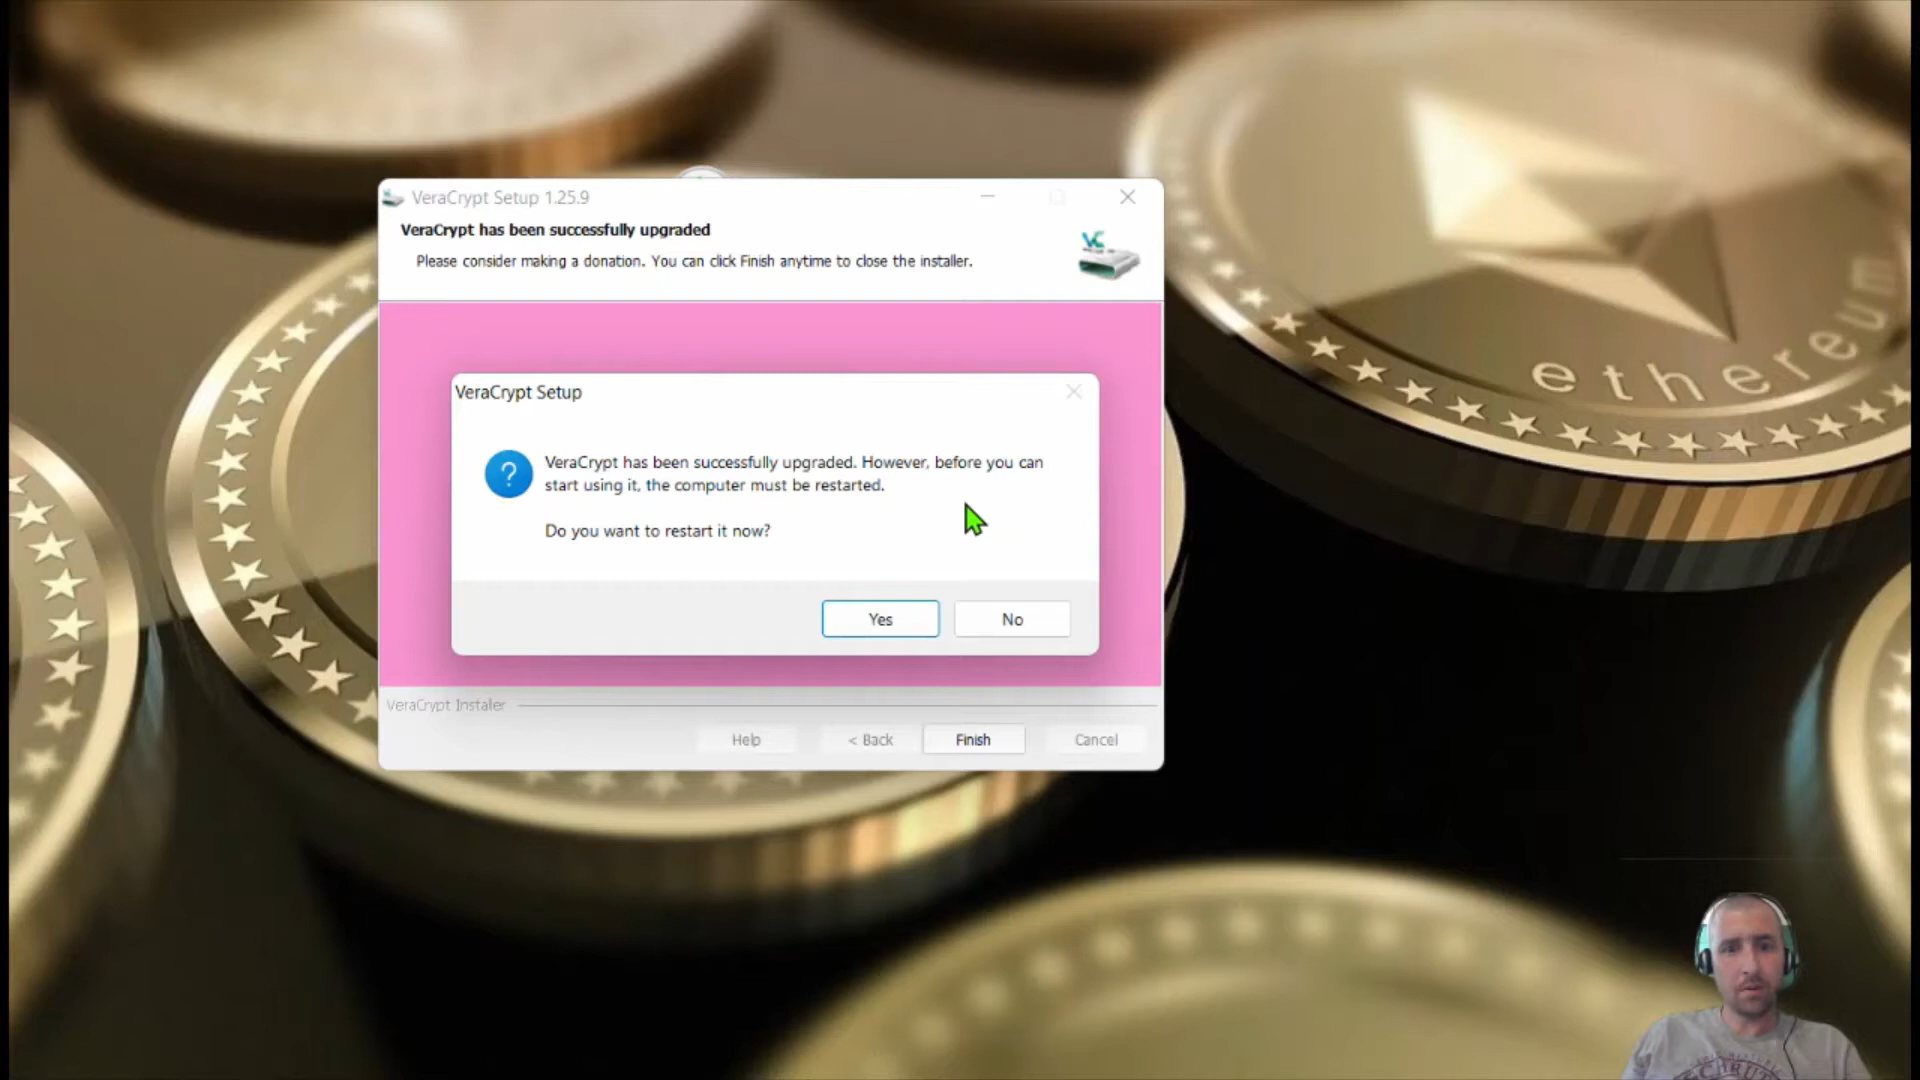 VeraCrypt Setup 1.25.9
VeraCrypt has been successfully upgraded
Please consider making a donation. You can click Finish anytime to close the installer.
VC
VeraCrypt Setup
?
VeraCrypt has been successfully upgraded. However, before you can
start using it, the computer must be restarted.
Do you want to restart it now?
Yes
No
VeraCrypt Installer
Help
< Back
Finish
Cancel
ethereum